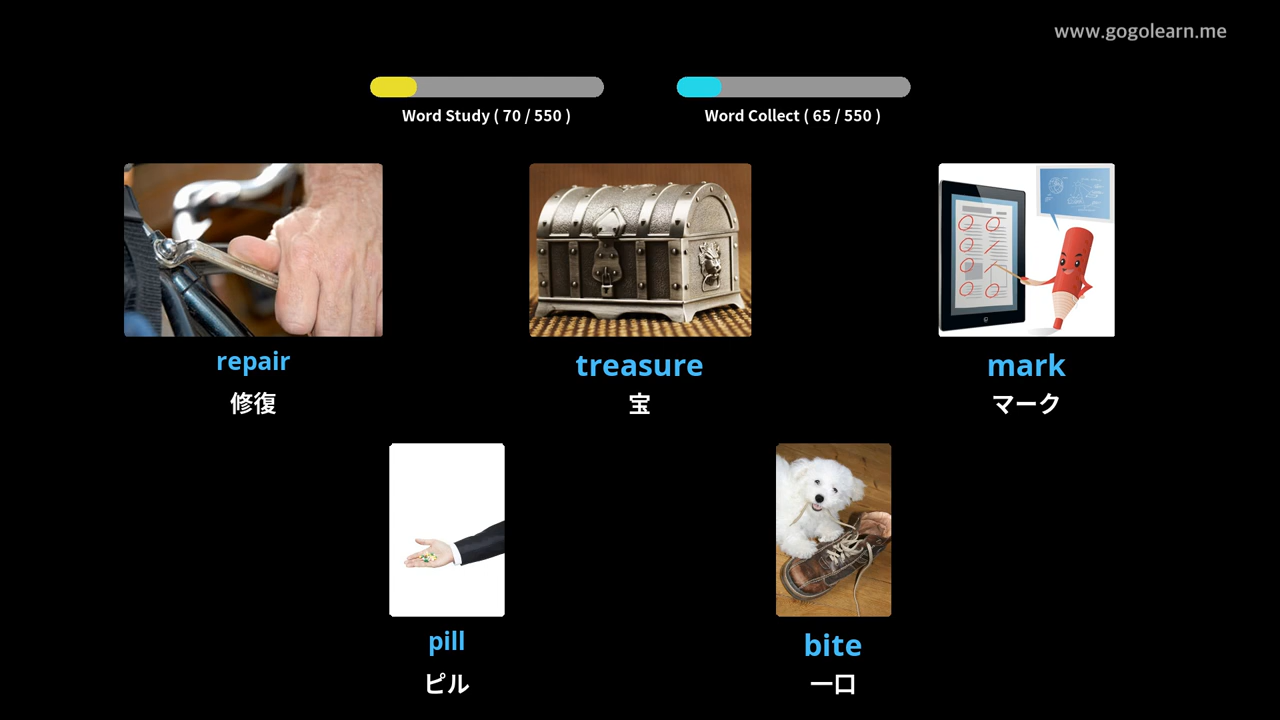 www.gogolearn.me
Word Study ( 70 / 550 )
Word Collect ( 65 / 550 )
repair
修復
treasure
宝
mark
マーク
pill
ピル
bite
一口